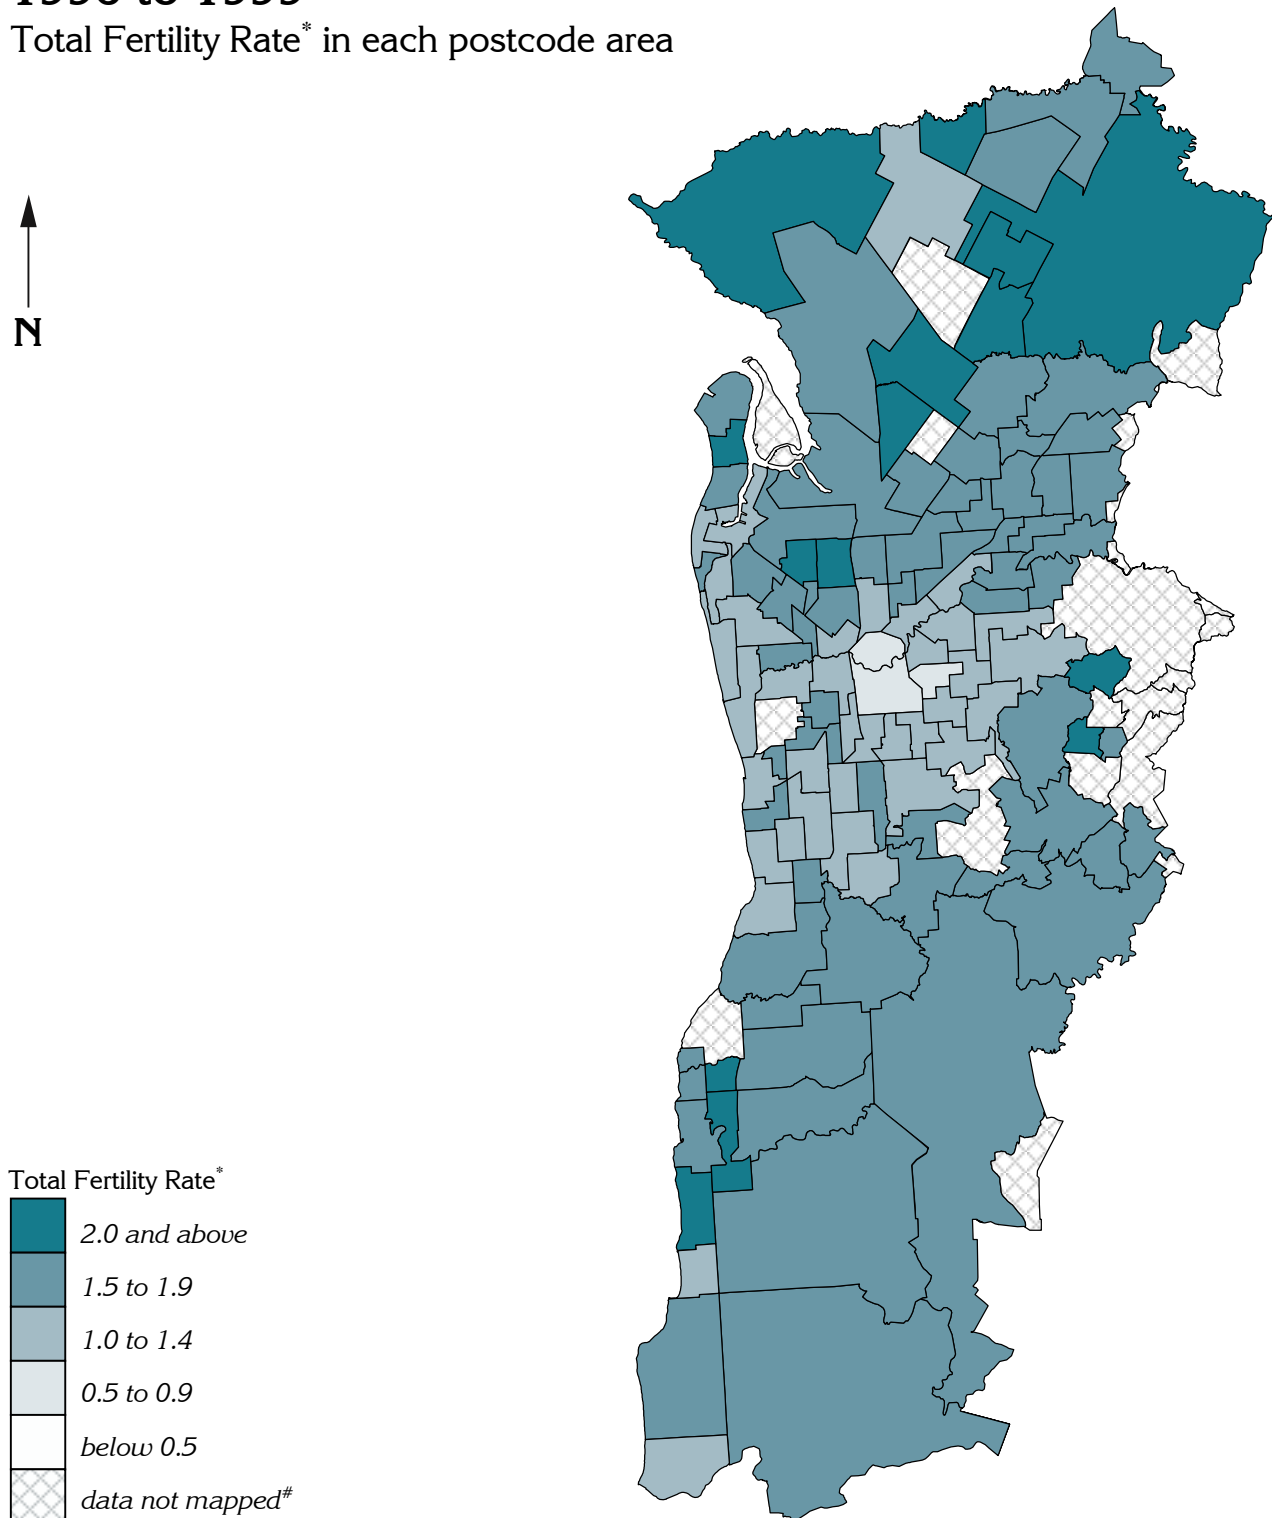 Total Fertility Rate* in each postcode area
N
Total Fertility Rate*
2.0 and above
1.5 to 1.9
1.0 to 1.4
0.5 to 0.9
below 0.5
data not mapped#